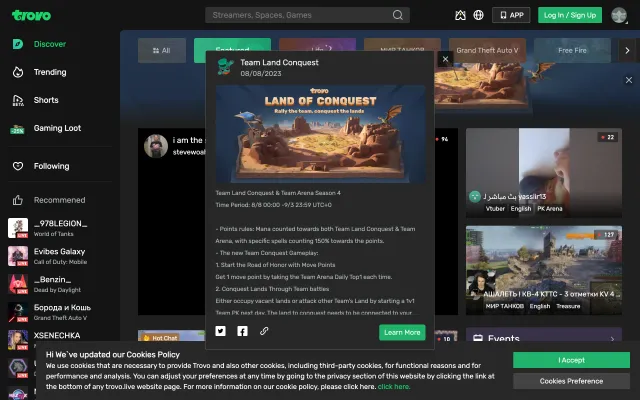 trovo
Streamers, Spaces, Games
APP
Log In / Sign Up
Discover
Trending
Shorts
BETA
Gaming Loot
-25%
Following
Recommened
_978LEGION_
World of Tanks
LIVE
Evibes Galaxy
Call of Duty: Mobile
LIVE
_Benzin_
Dead by Daylight
LIVE
Борода и Кошь
Grand Theft Auto V
LIVE
XSENECHKA
LIVE
All
Featured
Life
МИР ТАНКОВ
Grand Theft Auto V
Free Fire
i am the
94
Team Land Conquest
08/08/2023
trovo
LAND OF CONQUEST
Rally the team, conquest the lands
Team Land Conquest & Team Arena Season 4
Time Period: 8/8 00:00 -9/3 23:59 UTC+0
- Points rules: Mana counted towards both Team Land Conquest & Team
Arena, with specific spells counting 150% towards the points.
- the new Team Conquest Gameplay:
1. Start the Road of Honor with Move Points
Get 1 move point by taking the Team Arena Daily Top1 each time.
2. Conquest Lands Through Team battles
Either occupy vacant lands or attack other Team's Land by starting a 1v1
Team PK next day. The land to conquest needs to be connected to your ...
Learn More
22
بث مباشر لـ yassiir13
Vtuber
English
PK Arena
127
АШАЛЕТЬ ! КВ-4 КТТС - 3 отметки KV 4 ...
МИР ТАНКОВ
English
Treasure
Hot Chat
10
Events
Hi We've updated our Cookies Policy
We use cookies that are necessary to provide Trovo and also other cookies, including third-party cookies, for functional reasons and for
performance and analysis. You can adjust your preferences at any time by going to the privacy section of this website by clicking the link
at the bottom of any trovo.live website page. For more information on our cookie policy, please click here. click here.
I Accept
Cookies Preference